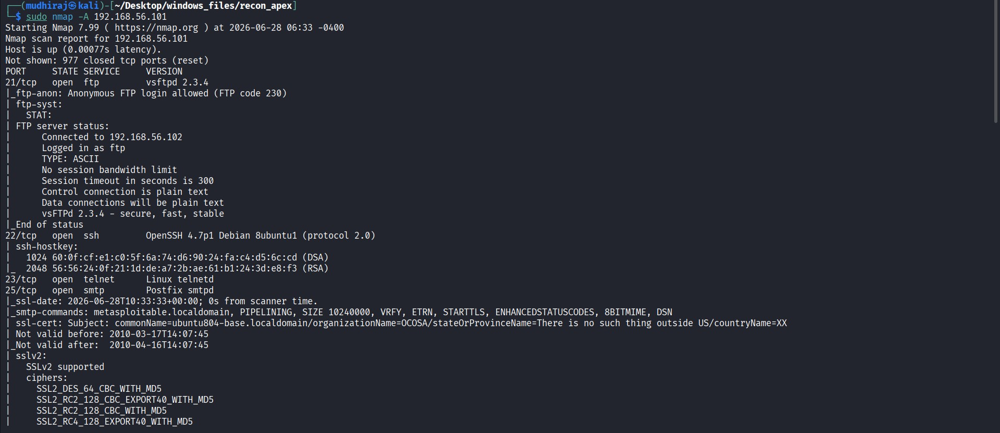 ┌──(mudhiraj㉿kali)-[~/Desktop/windows_files/recon_apex]
└─$ sudo nmap -A 192.168.56.101
Starting Nmap 7.99 ( https://nmap.org ) at 2026-06-28 06:33 -0400
Nmap scan report for 192.168.56.101
Host is up (0.00077s latency).
Not shown: 977 closed tcp ports (reset)
PORT     STATE SERVICE     VERSION
21/tcp   open  ftp         vsftpd 2.3.4
|_ftp-anon: Anonymous FTP login allowed (FTP code 230)
| ftp-syst:
|   STAT:
| FTP server status:
|      Connected to 192.168.56.102
|      Logged in as ftp
|      TYPE: ASCII
|      No session bandwidth limit
|      Session timeout in seconds is 300
|      Control connection is plain text
|      Data connections will be plain text
|      vsFTPd 2.3.4 - secure, fast, stable
|_End of status
22/tcp   open  ssh         OpenSSH 4.7p1 Debian 8ubuntu1 (protocol 2.0)
| ssh-hostkey:
|   1024 60:0f:cf:e1:c0:5f:6a:74:d6:90:24:fa:c4:d5:6c:cd (DSA)
|_  2048 56:56:24:0f:21:1d:de:a7:2b:ae:61:b1:24:3d:e8:f3 (RSA)
23/tcp   open  telnet      Linux telnetd
25/tcp   open  smtp        Postfix smtpd
|_ssl-date: 2026-06-28T10:33:33+00:00; 0s from scanner time.
|_smtp-commands: metasploitable.localdomain, PIPELINING, SIZE 10240000, VRFY, ETRN, STARTTLS, ENHANCEDSTATUSCODES, 8BITMIME, DSN
| ssl-cert: Subject: commonName=ubuntu804-base.localdomain/organizationName=OCOSA/stateOrProvinceName=There is no such thing outside US/countryName=XX
| Not valid before: 2010-03-17T14:07:45
|_Not valid after:  2010-04-16T14:07:45
| sslv2:
|   SSLv2 supported
|   ciphers:
|     SSL2_DES_64_CBC_WITH_MD5
|     SSL2_RC2_128_CBC_EXPORT40_WITH_MD5
|     SSL2_RC2_128_CBC_WITH_MD5
|     SSL2_RC4_128_EXPORT40_WITH_MD5